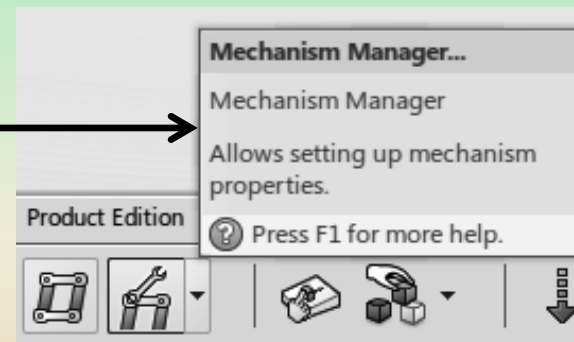 Mechanism Manager...
Mechanism Manager
Allows setting up mechanism
properties.
Product Edition
? Press F1 for more help.